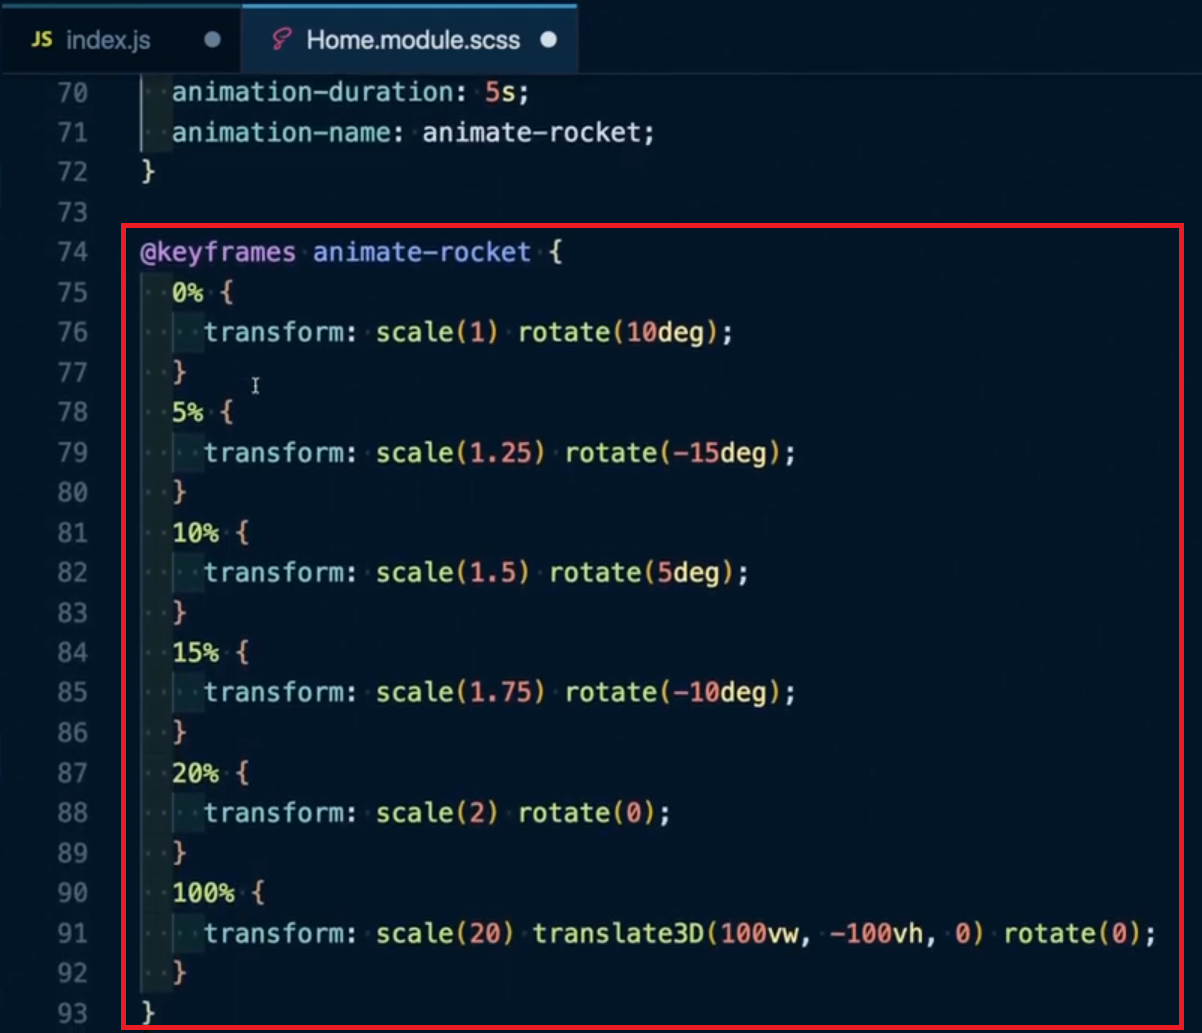 JS index.js
Home.module.scss
70 animation-duration: 5s;
71 animation-name: animate-rocket;
72 }
73
74 @keyframes animate-rocket {
75 0% {
76 transform: scale(1) rotate(10deg);
77 }
78 5% {
79 transform: scale(1.25) rotate(-15deg);
80 }
81 10% {
82 transform: scale(1.5) rotate(5deg);
83 }
84 15% {
85 transform: scale(1.75) rotate(-10deg);
86 }
87 20% {
88 transform: scale(2) rotate(0);
89 }
90 100% {
91 transform: scale(20) translate3D(100vw, -100vh, 0) rotate(0);
92 }
93 }